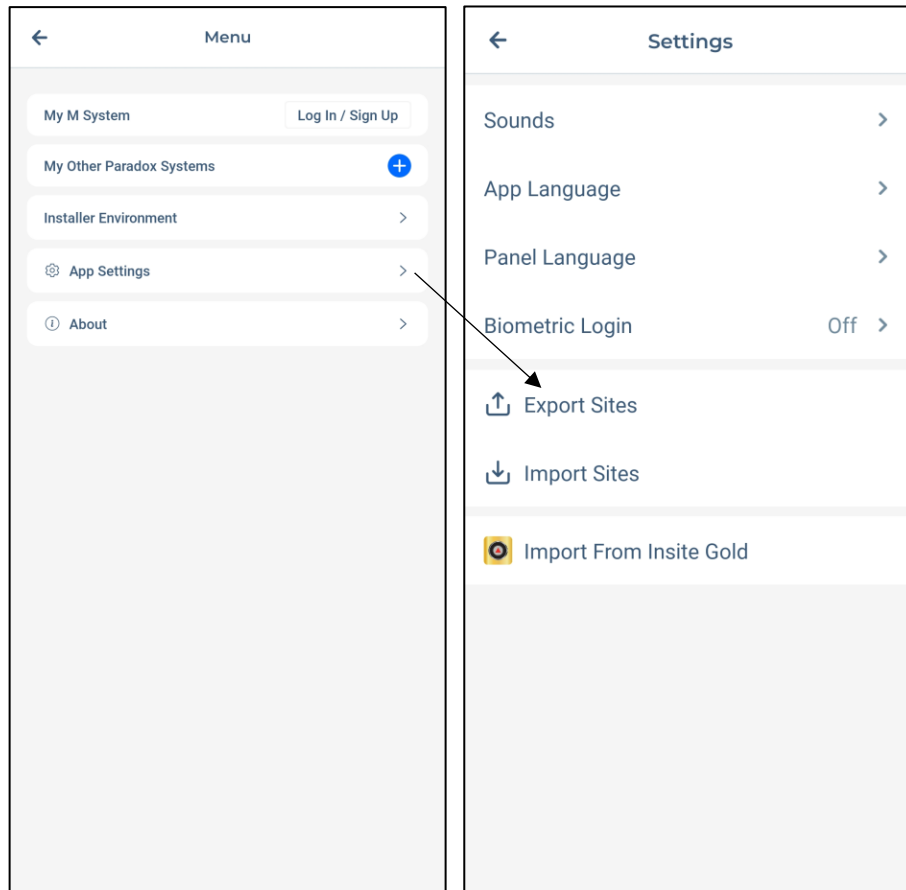 Menu
My M System
Log In / Sign Up
My Other Paradox Systems
Installer Environment
App Settings
About
Settings
Sounds
App Language
Panel Language
Biometric Login
Off
Export Sites
Import Sites
Import From Insite Gold